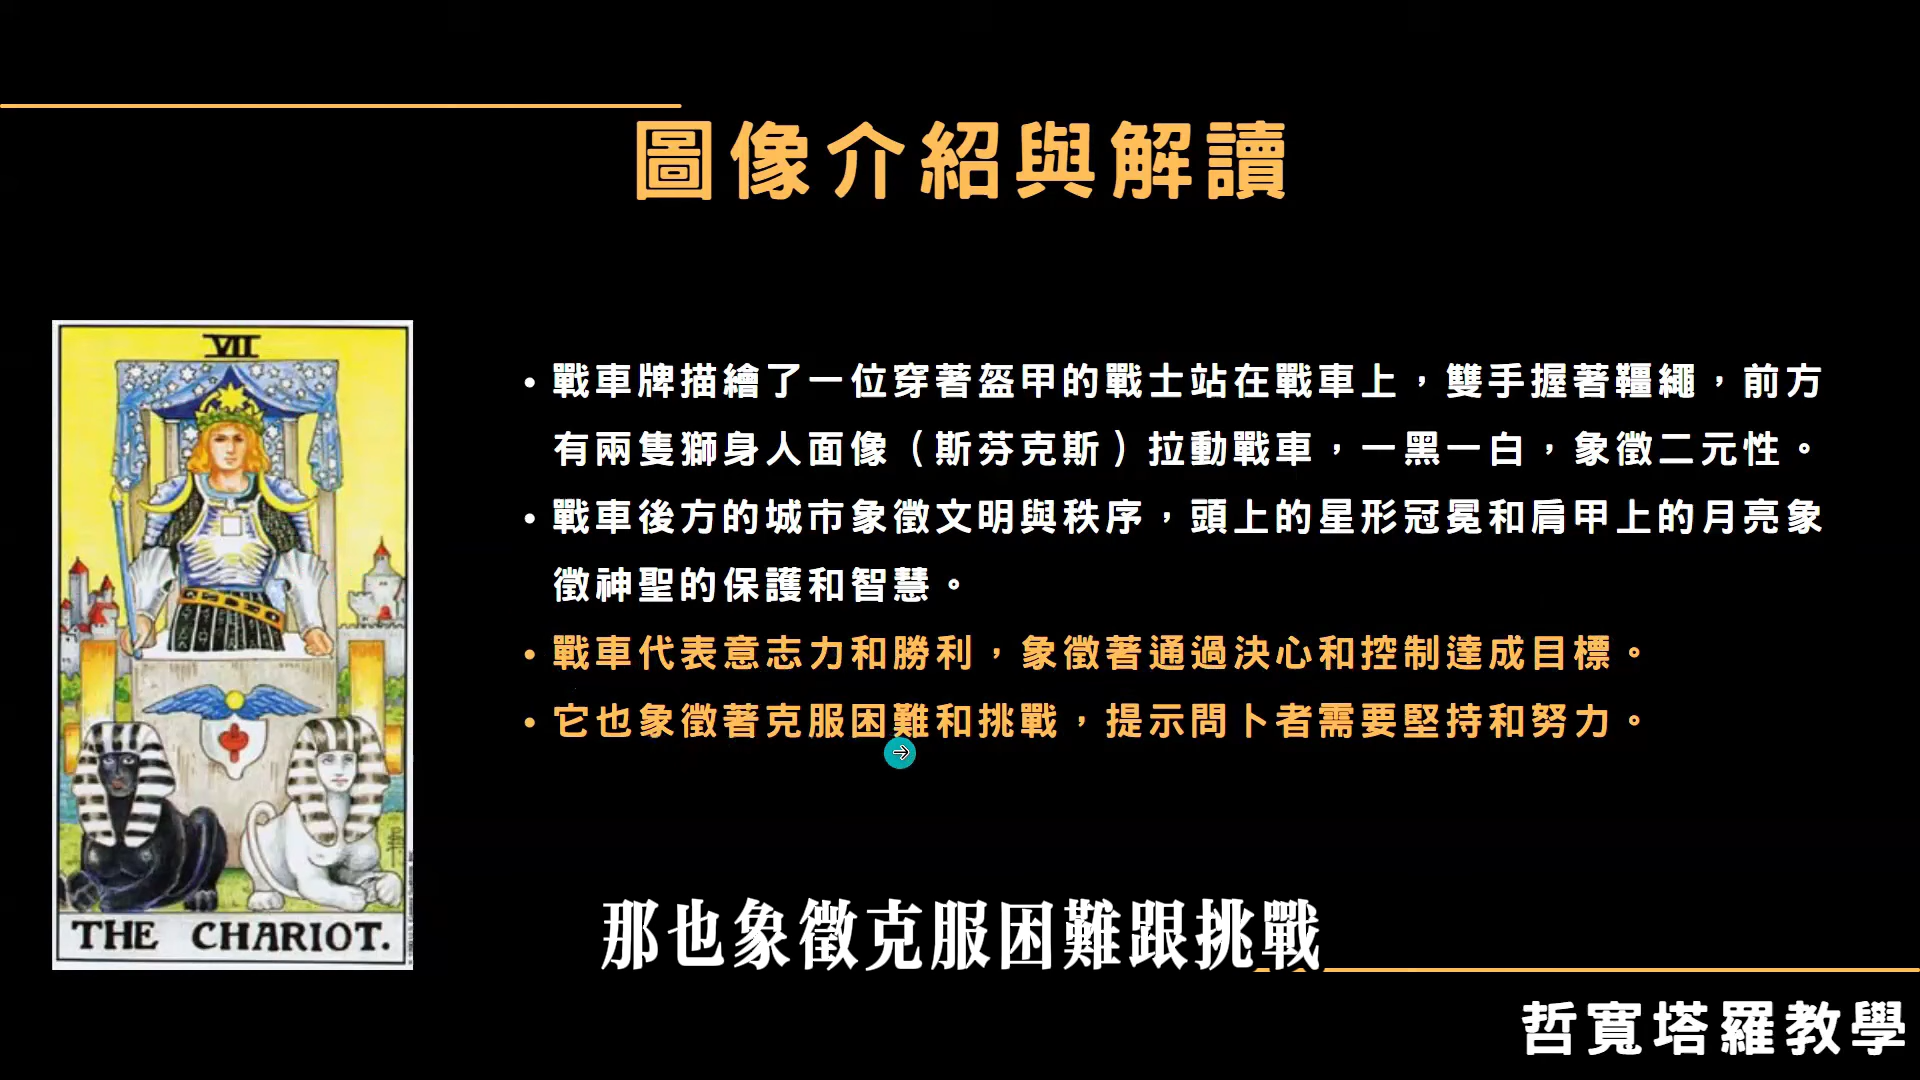 圖像介紹與解讀
VII
THE CHARIOT.
• 戰車牌描繪了一位穿著盔甲的戰士站在戰車上，雙手握著韁繩，前方
有兩隻獅身人面像（斯芬克斯）拉動戰車，一黑一白，象徵二元性。
• 戰車後方的城市象徵文明與秩序，頭上的星形冠冕和肩甲上的月亮象
徵神聖的保護和智慧。
• 戰車代表意志力和勝利，象徵著通過決心和控制達成目標。
• 它也象徵著克服困難和挑戰，提示問卜者需要堅持和努力。
那也象徵克服困難跟挑戰
哲寬塔羅教學